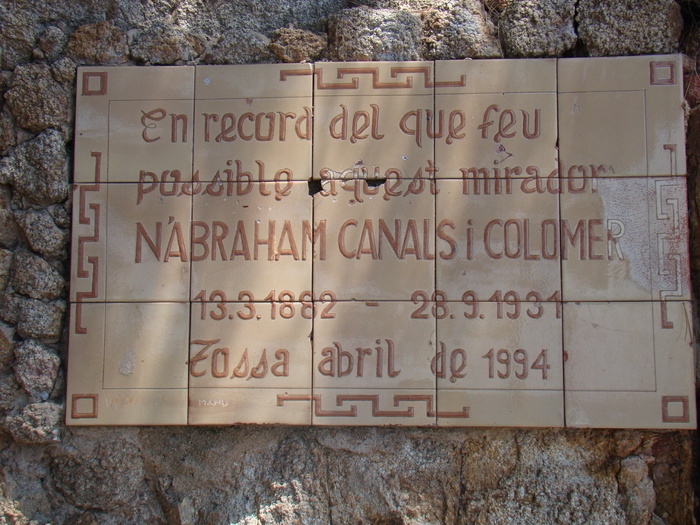 En record del que feu
possible aquest mirador
N'ABRAHAM CANALS i COLOMER
13.3.1882 - 28.9.1931
Tossa abril de 1994
MANU